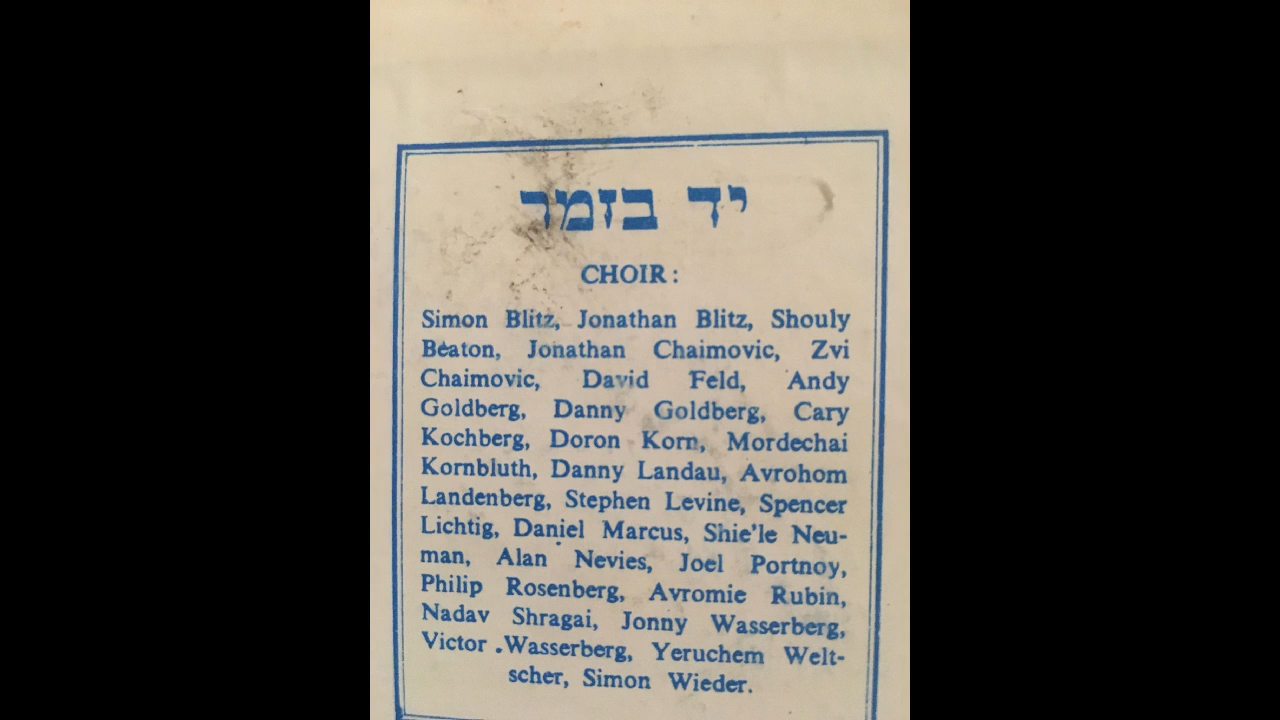 יד בזמר
CHOIR:
Simon Blitz, Jonathan Blitz, Shouly
Beaton, Jonathan Chaimovic, Zvi
Chaimovic, David Feld, Andy
Goldberg, Danny Goldberg, Cary
Kochberg, Doron Korn, Mordechai
Kornbluth, Danny Landau, Avrohom
Landenberg, Stephen Levine, Spencer
Lichtig, Daniel Marcus, Shie'le Neu-
man, Alan Nevies, Joel Portnoy,
Philip Rosenberg, Avromie Rubin,
Nadav Shragai, Jonny Wasserberg,
Victor Wasserberg, Yeruchem Welt-
scher, Simon Wieder.